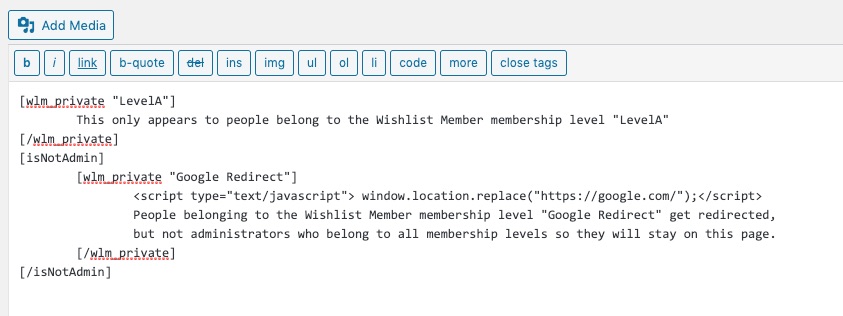 Add Media
b i link b-quote del ins img ul ol li code more close tags
[wlm_private "LevelA"]
This only appears to people belong to the Wishlist Member membership level "LevelA"
[/wlm_private]
[isNotAdmin]
[wlm_private "Google Redirect"]
<script type="text/javascript"> window.location.replace("https://google.com/");</script>
People belonging to the Wishlist Member membership level "Google Redirect" get redirected,
but not administrators who belong to all membership levels so they will stay on this page.
[/wlm_private]
[/isNotAdmin]